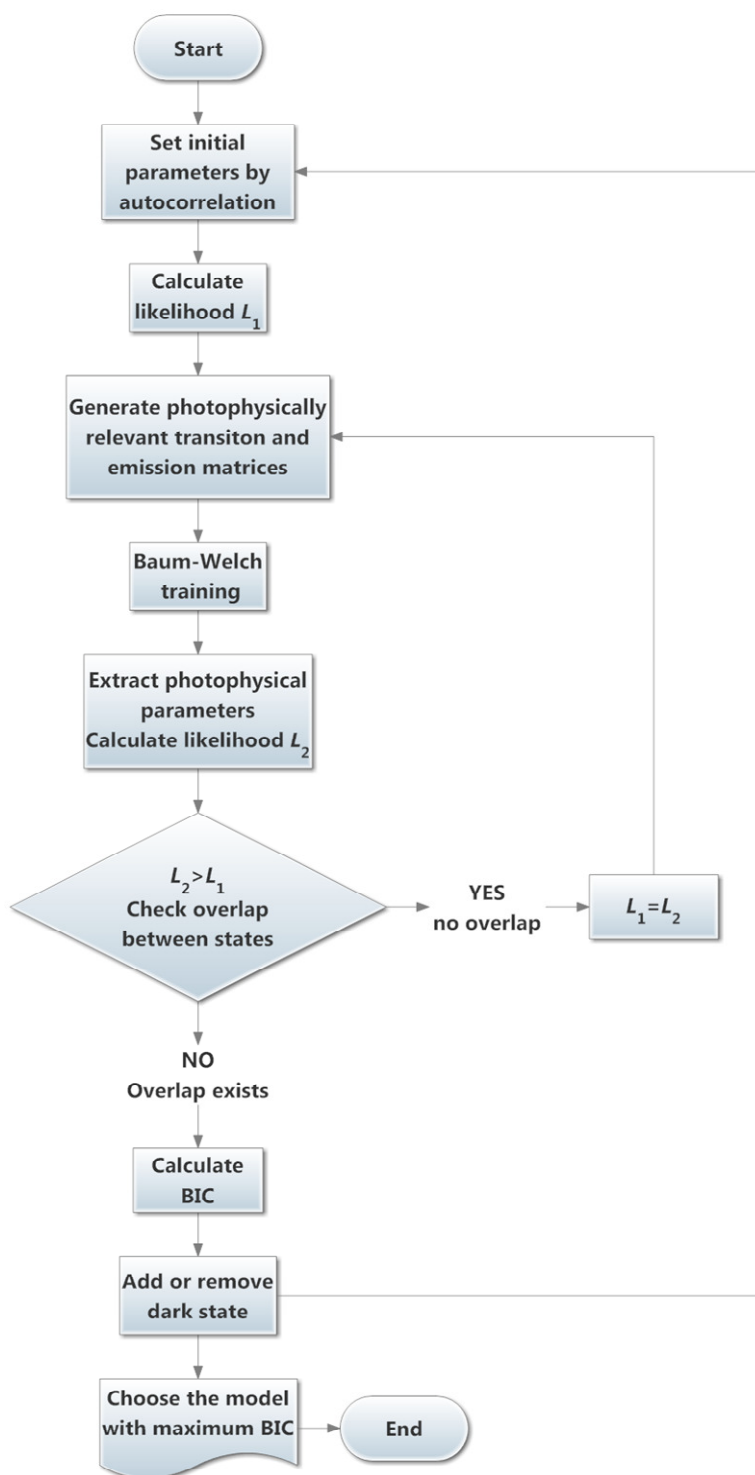 Start
Set initial
parameters by
autocorrelation
Calculate
likelihood L₁
Generate photophysically
relevant transiton and
emission matrices
Baum-Welch
training
Extract photophysical
parameters
Calculate likelihood L₂
L₂>L₁
Check overlap
between states
YES
no overlap
L₁=L₂
NO
Overlap exists
Calculate
BIC
Add or remove
dark state
Choose the model
with maximum BIC
End